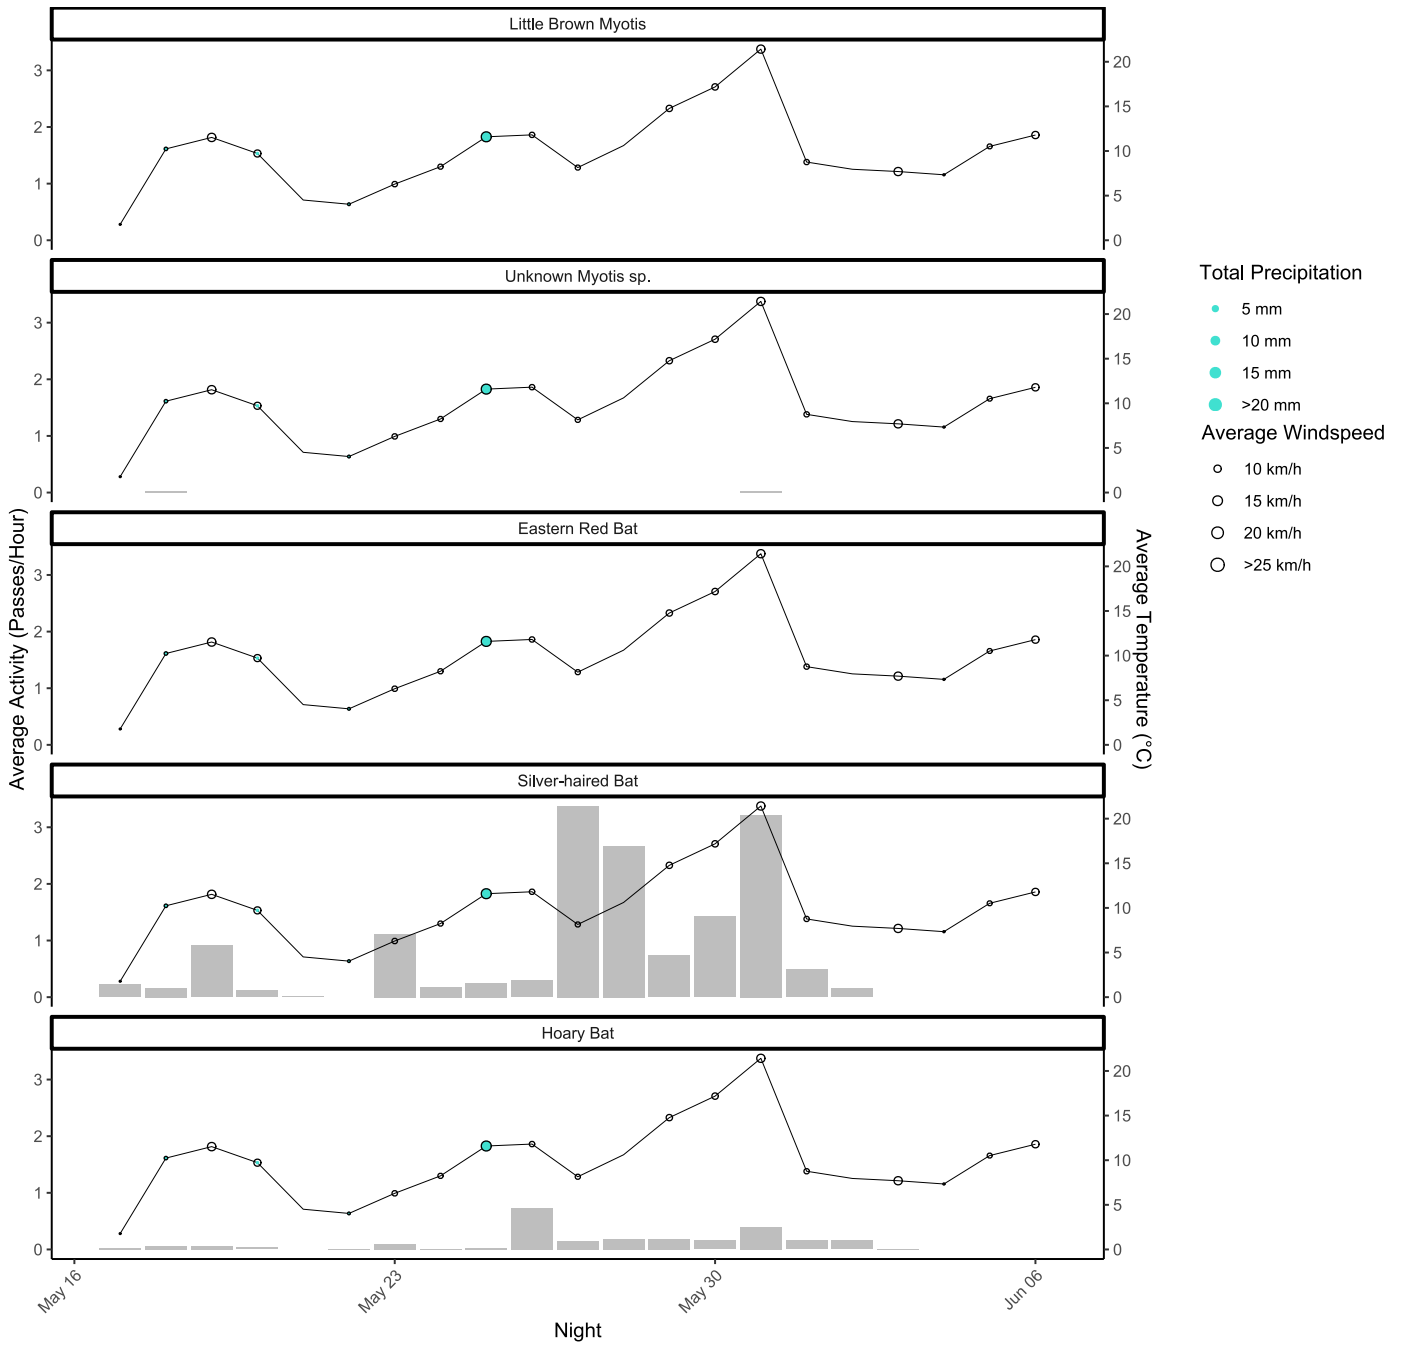 Little Brown Myotis
3
2
1
0
20
15
10
5
0
Unknown Myotis sp.
3
2
1
0
20
15
10
5
0
Eastern Red Bat
3
2
1
0
20
15
10
5
0
Silver-haired Bat
3
2
1
0
20
15
10
5
0
Hoary Bat
3
2
1
0
20
15
10
5
0
May 16
May 23
May 30
Jun 06
Night
Average Activity (Passes/Hour)
Average Temperature (°C)
Total Precipitation
5 mm
10 mm
15 mm
>20 mm
Average Windspeed
10 km/h
15 km/h
20 km/h
>25 km/h